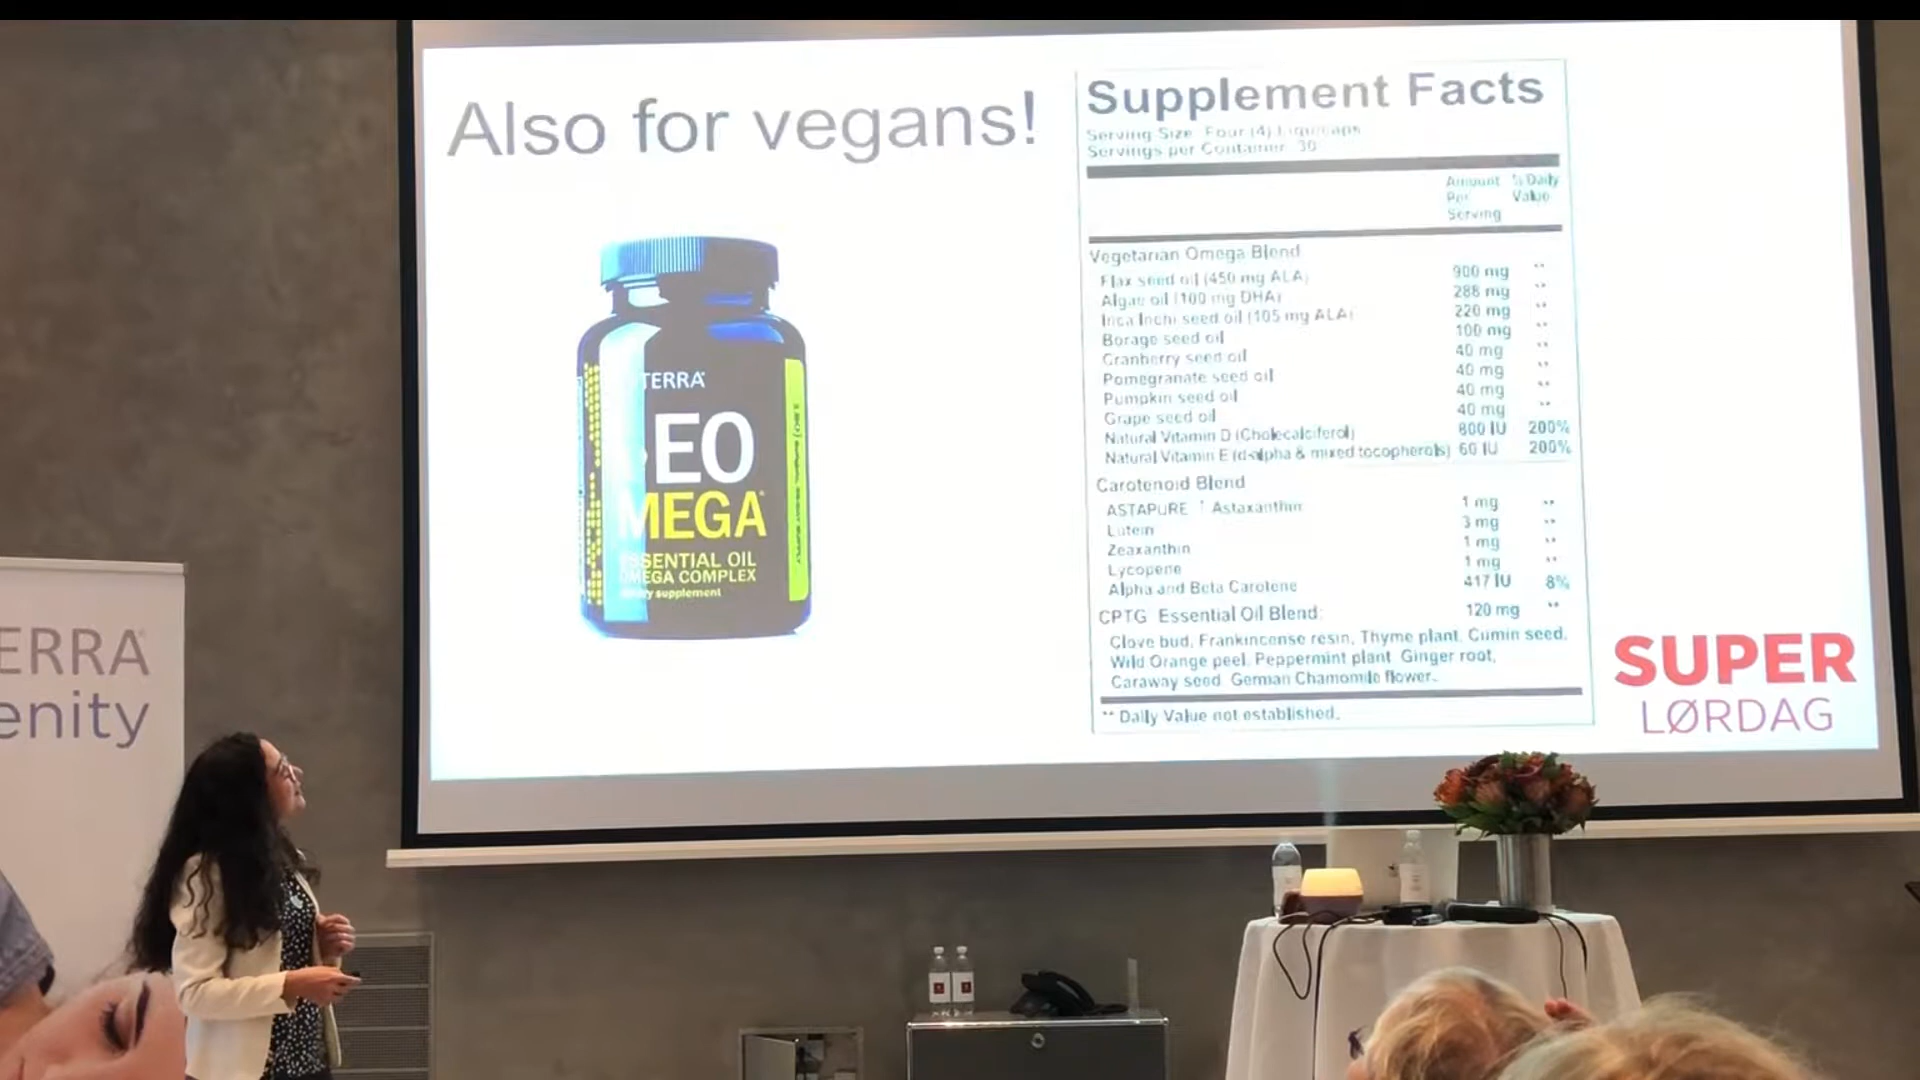 Also for vegans!
TERRA
EO
MEGA
ESSENTIAL OIL
OMEGA COMPLEX
supplement
Supplement Facts
Serving Size Four (4) Liquicaps
Servings per Container 30
Amount Per Serving
% Daily Value
Vegetarian Omega Blend
Flax seed oil (450 mg ALA) 900 mg **
Algae oil (100 mg DHA) 288 mg **
Inca Inchi seed oil (105 mg ALA) 220 mg **
Borage seed oil 100 mg **
Cranberry seed oil 40 mg **
Pomegranate seed oil 40 mg **
Pumpkin seed oil 40 mg **
Grape seed oil 40 mg **
Natural Vitamin D (Cholecalciferol) 800 IU 200%
Natural Vitamin E (d-alpha & mixed tocopherols) 60 IU 200%
Carotenoid Blend
ASTAPURE Astaxanthin 1 mg **
Lutein 3 mg **
Zeaxanthin 1 mg **
Lycopene 1 mg **
Alpha and Beta Carotene 417 IU 8%
CPTG Essential Oil Blend: 120 mg **
Clove bud, Frankincense resin, Thyme plant, Cumin seed,
Wild Orange peel, Peppermint plant, Ginger root,
Caraway seed, German Chamomile flower.
** Daily Value not established.
SUPER
LØRDAG
ERRA
enity